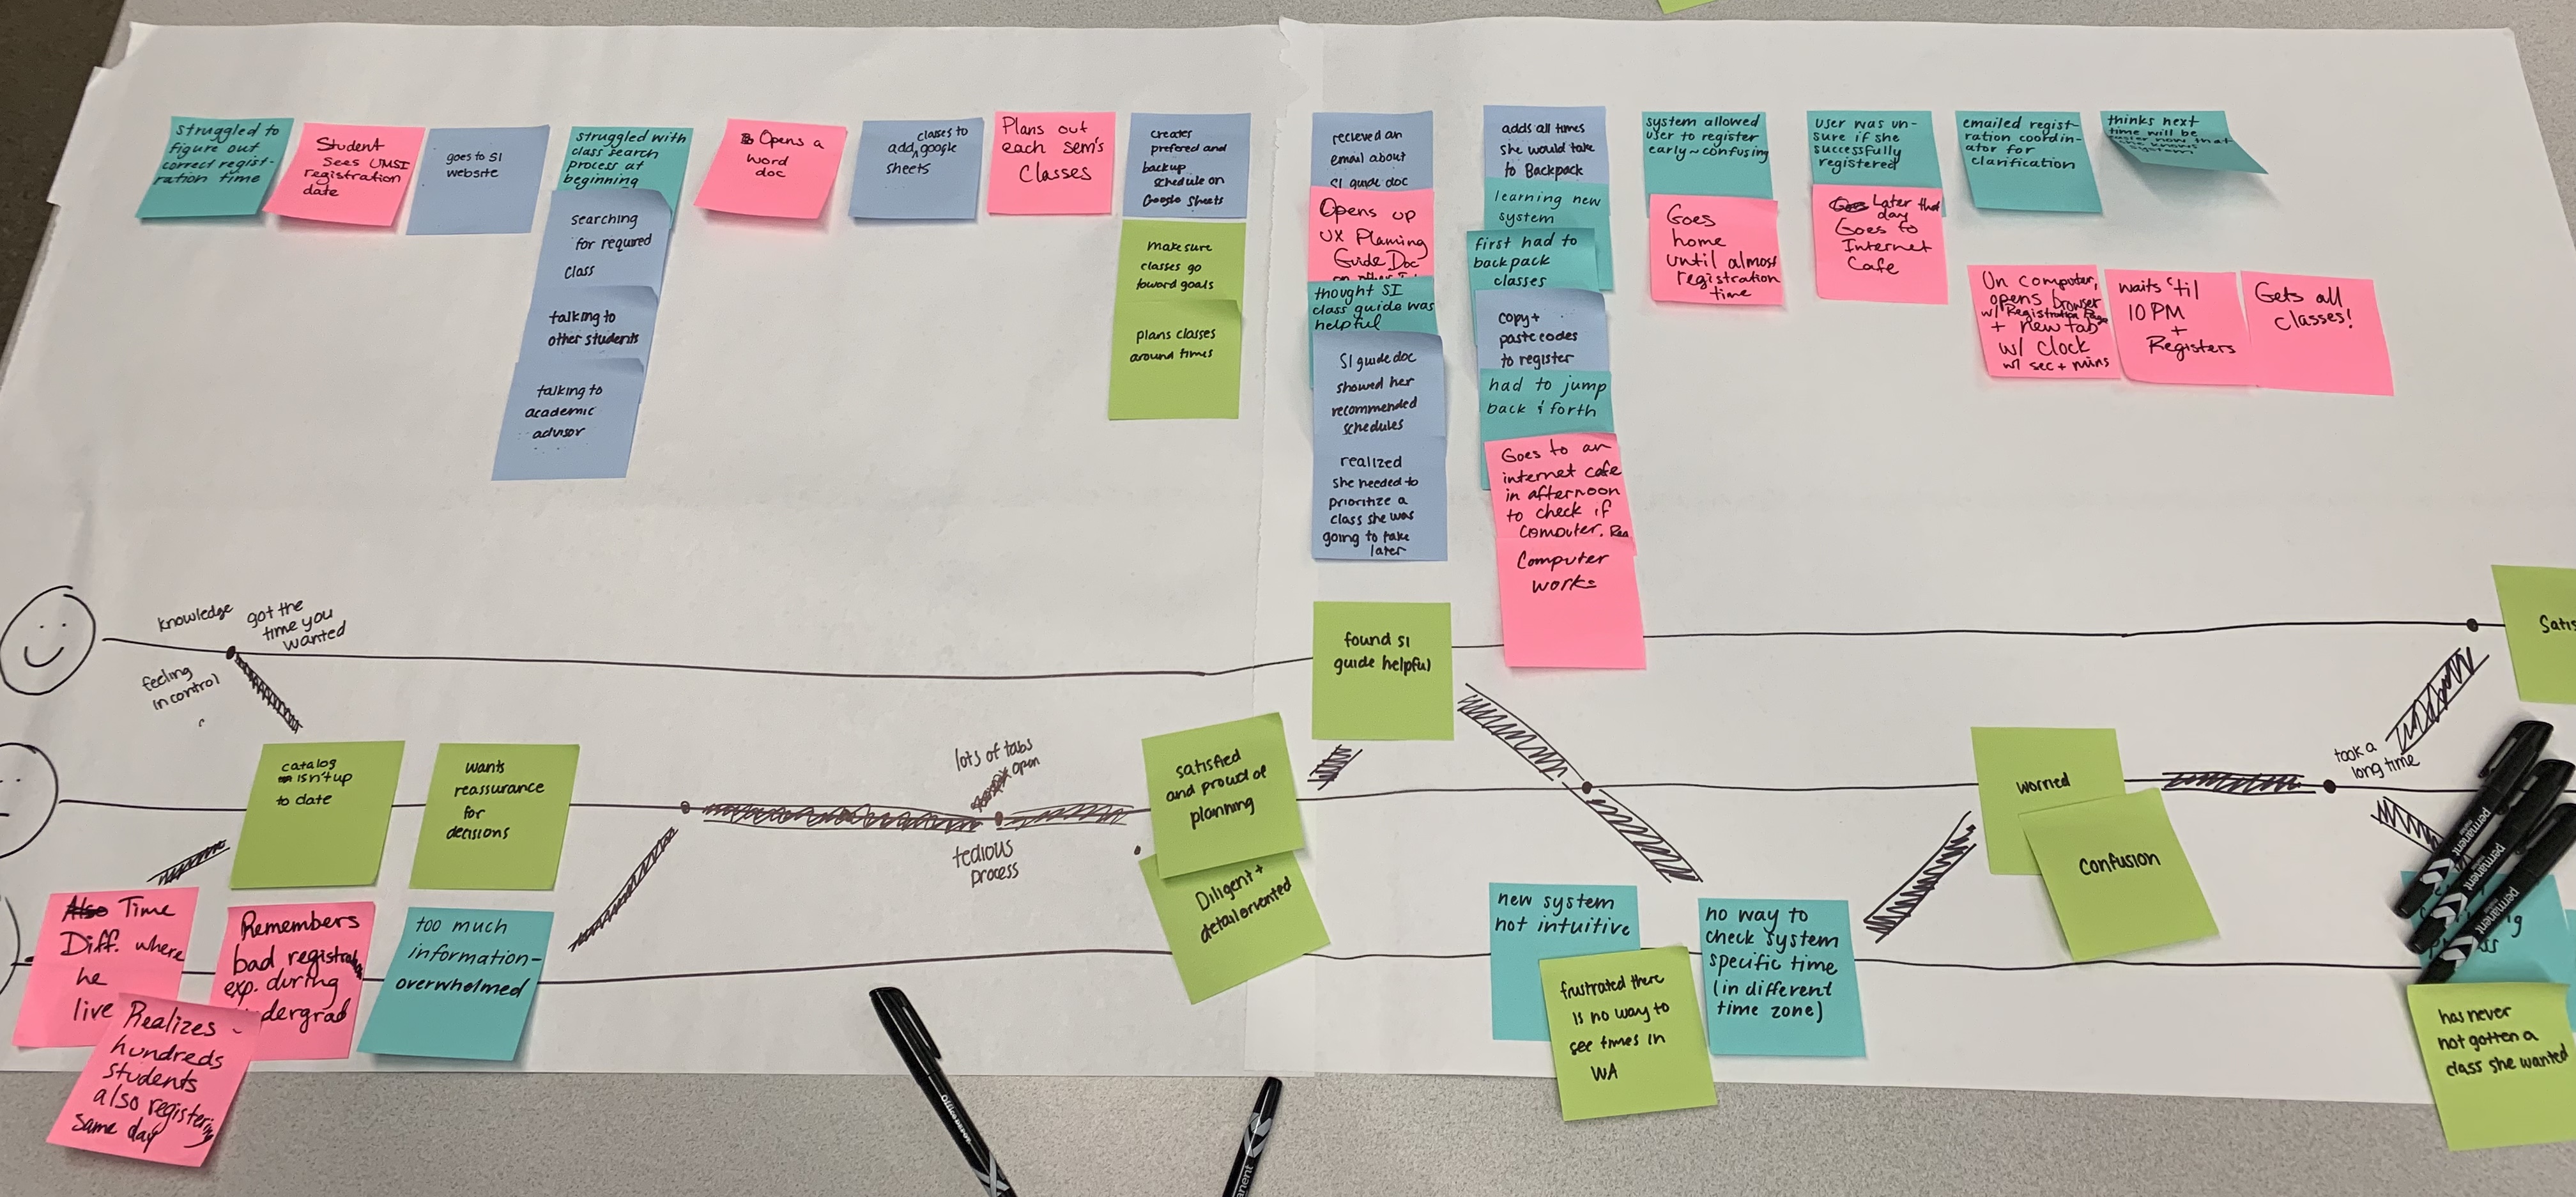 struggled to
figure out
correct regist-
ration time
Student
sees UMSI
registration
date
goes to SI
website
struggled with
class search
process at
beginning
searching
for required
class
talking to
other students
talking to
academic
advisor
Opens a
word
doc
classes to
add google
sheets
Plans out
each sem's
Classes
creates
prefered and
backup
schedule on
Google Sheets
make sure
classes go
toward goals
plans classes
around times
recieved an
email about
SI guide doc
Opens up
UX Planing
Guide Doc
thought SI
class guide was
helpful
SI guide doc
showed her
recommended
schedules
realized
she needed to
prioritize a
class she was
going to take
later
adds all times
she would take
to Backpack
learning new
system
first had to
backpack
classes
copy+
paste codes
to register
had to jump
back & forth
Goes to an
internet cafe
in afternoon
to check if
computer.
Computer
works
system allowed
user to register
early~confusing
Goes
home
until almost
registration
time
user was un-
sure if she
successfully
registered
Later that
day
Goes to
Internet
Cafe
emailed regist-
ration coordin-
ator for
clarification
thinks next
time will be
On computer,
opens browser
w/ Registration Page
+ new tab
w/ clock
w/ sec + mins
waits 'til
10 PM
+
Registers
Gets all
classes!
knowledge
got the
time you
wanted
feeling
in control
found SI
guide helpful
Satis
catalog
isn't up
to date
wants
reassurance
for
decisions
lots of tabs
open
tedious
process
satisfied
and proud of
planning
Diligent +
detail oriented
worried
confusion
took a
long time
Time
Diff. where
he
live
Remembers
bad registra
exp. during
undergrad
Realizes
hundreds
students
also registering
same day
too much
information-
overwhelmed
new system
not intuitive
frustrated there
is no way to
see times in
WA
no way to
check system
specific time
(in different
time zone)
has never
not gotten a
class she wanted
permanent
permanent
permanent
Office DEPOT
anent